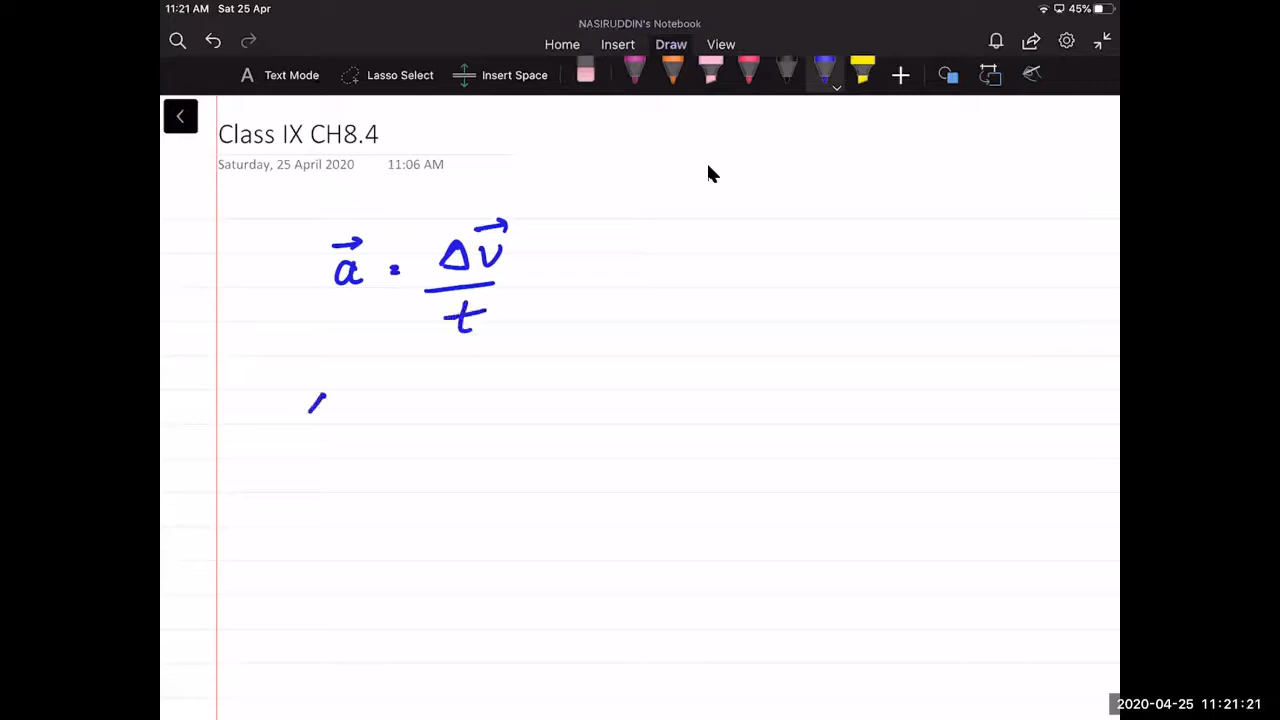 11:21 AM Sat 25 Apr 45%
NASIRUDDIN's Notebook
Home Insert Draw View
A Text Mode Lasso Select Insert Space
Class IX CH8.4
Saturday, 25 April 2020 11:06 AM
a⃗ = Δv⃗
t
2020-04-25 11:21:21